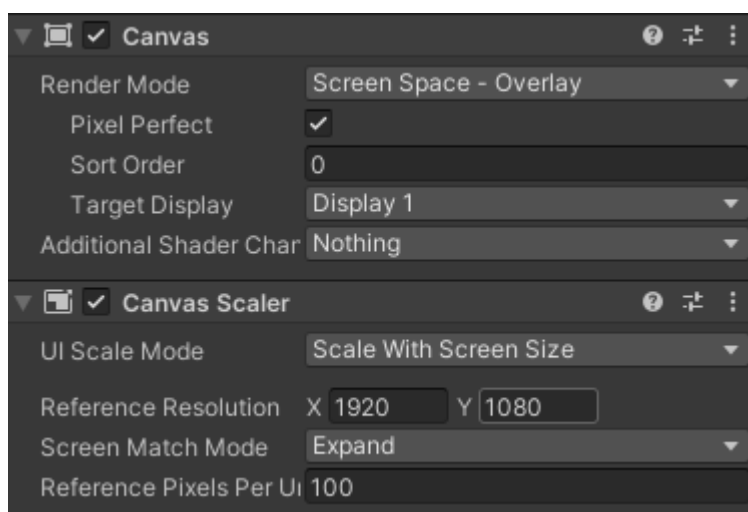 Canvas
Render Mode Screen Space - Overlay
Pixel Perfect
Sort Order 0
Target Display Display 1
Additional Shader Char Nothing
Canvas Scaler
UI Scale Mode Scale With Screen Size
Reference Resolution X 1920 Y 1080
Screen Match Mode Expand
Reference Pixels Per U 100